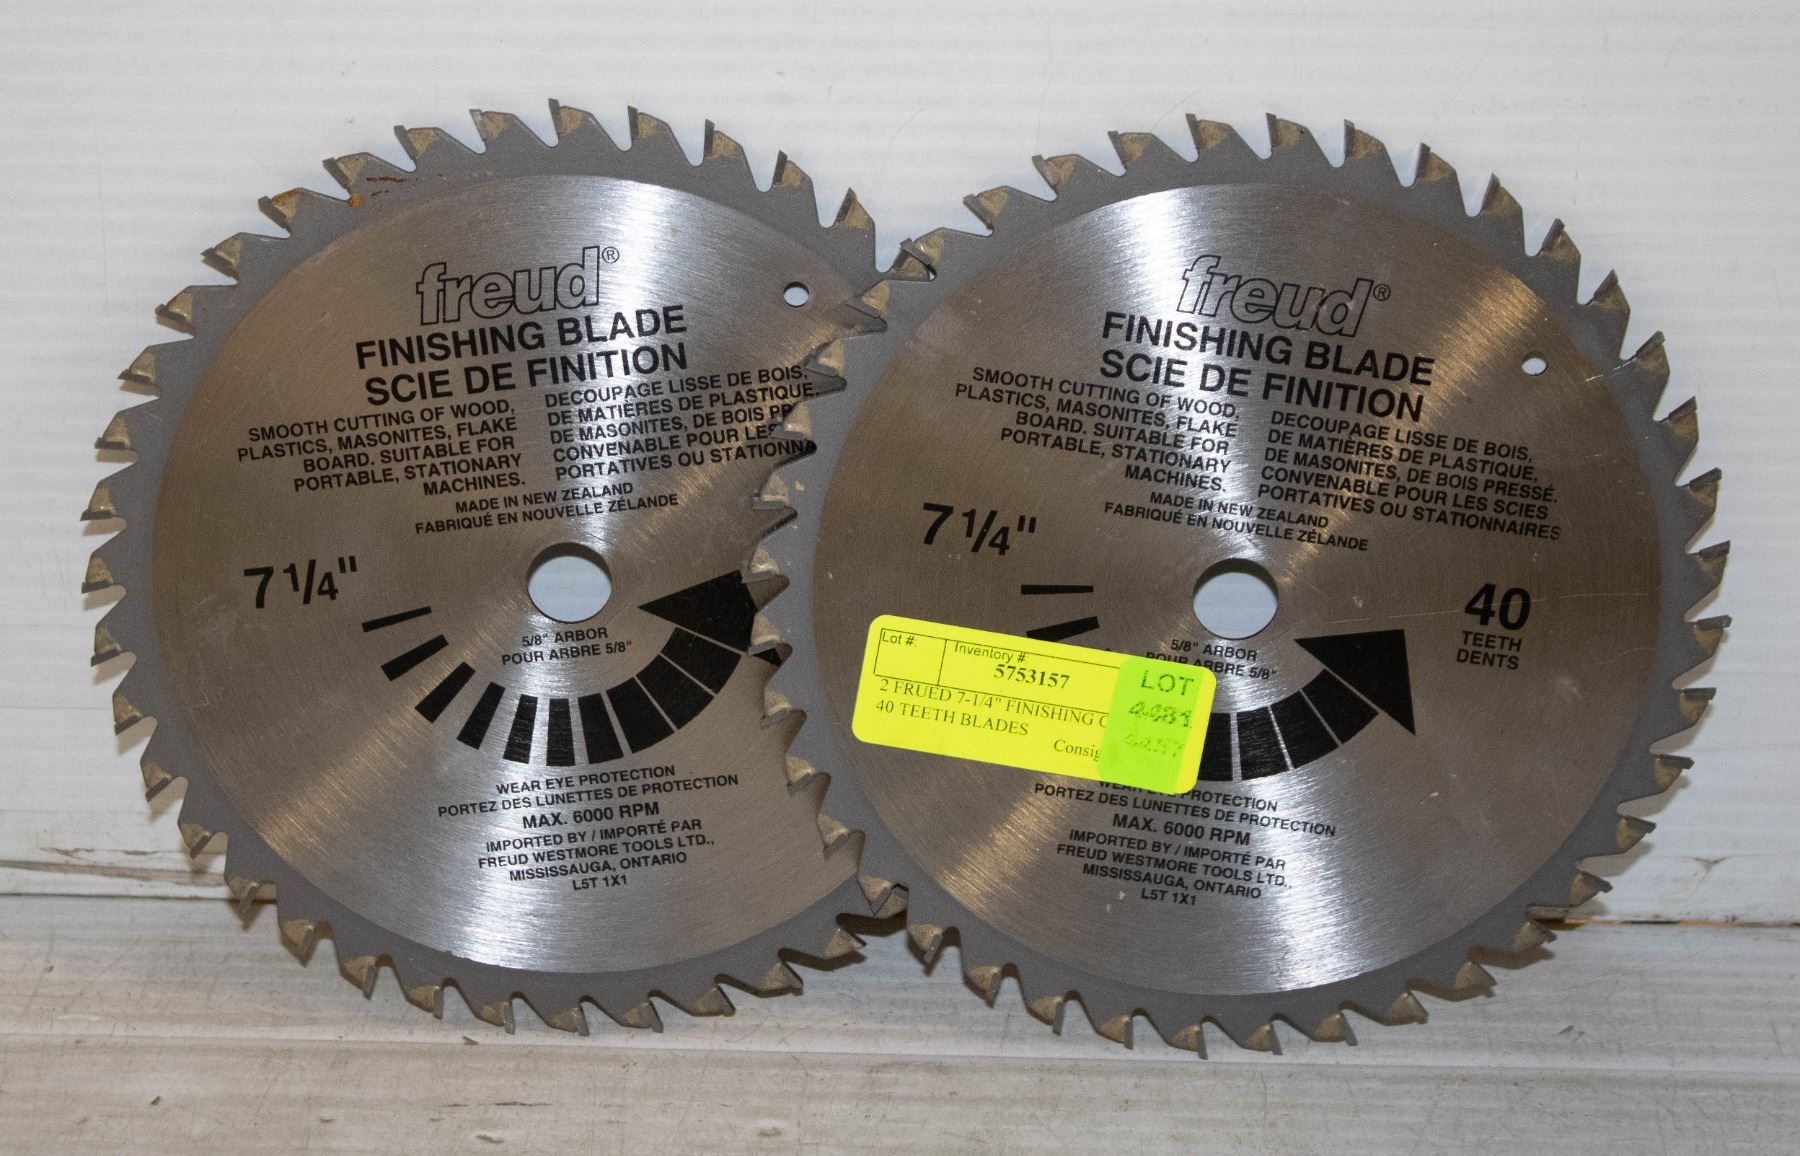 freud®
FINISHING BLADE
SCIE DE FINITION
SMOOTH CUTTING OF WOOD,
PLASTICS, MASONITES, FLAKE
BOARD. SUITABLE FOR
PORTABLE, STATIONARY
MACHINES.
DECOUPAGE LISSE DE BOIS.
DE MATIÈRES DE PLASTIQUE.
DE MASONITES, DE BOIS PR
CONVENABLE POUR LES
PORTATIVES OU STATIONNA
MADE IN NEW ZEALAND
FABRIQUÉ EN NOUVELLE ZÉLANDE
7 1/4"
5/8" ARBOR
POUR ARBRE 5/8"
WEAR EYE PROTECTION
PORTEZ DES LUNETTES DE PROTECTION
MAX. 6000 RPM
IMPORTED BY / IMPORTÉ PAR
FREUD WESTMORE TOOLS LTD.,
MISSISSAUGA, ONTARIO
L5T 1X1
freud®
FINISHING BLADE
SCIE DE FINITION
SMOOTH CUTTING OF WOOD,
PLASTICS, MASONITES, FLAKE
BOARD. SUITABLE FOR
PORTABLE, STATIONARY
MACHINES.
DECOUPAGE LISSE DE BOIS,
DE MATIÈRES DE PLASTIQUE,
DE MASONITES, DE BOIS PRESSÉ.
CONVENABLE POUR LES SCIES
PORTATIVES OU STATIONNAIRES
MADE IN NEW ZEALAND
FABRIQUÉ EN NOUVELLE ZÉLANDE
7 1/4"
40
TEETH
DENTS
5/8" ARBOR
POUR ARBRE 5/8"
Lot #:
Inventory #:
5753157
2 FRUED 7-1/4" FINISHING C
40 TEETH BLADES
Consig
LOT
4481
WEAR EYE PROTECTION
PORTEZ DES LUNETTES DE PROTECTION
MAX. 6000 RPM
IMPORTED BY / IMPORTÉ PAR
FREUD WESTMORE TOOLS LTD.,
MISSISSAUGA, ONTARIO
L5T 1X1